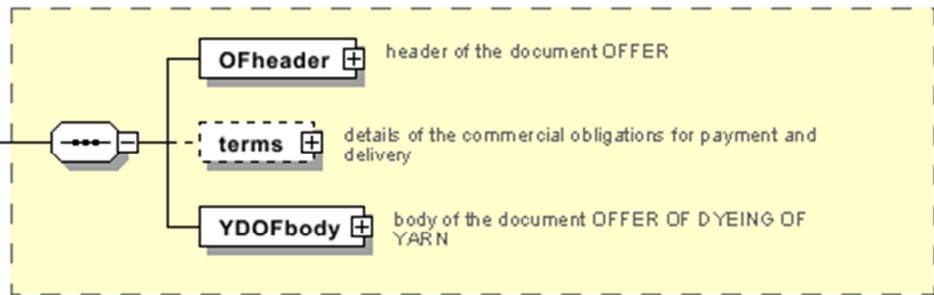 OFheader
header of the document OFFER
terms
details of the commercial obligations for payment and
delivery
YDOFbody
body of the document OFFER OF DYEING OF
YARN